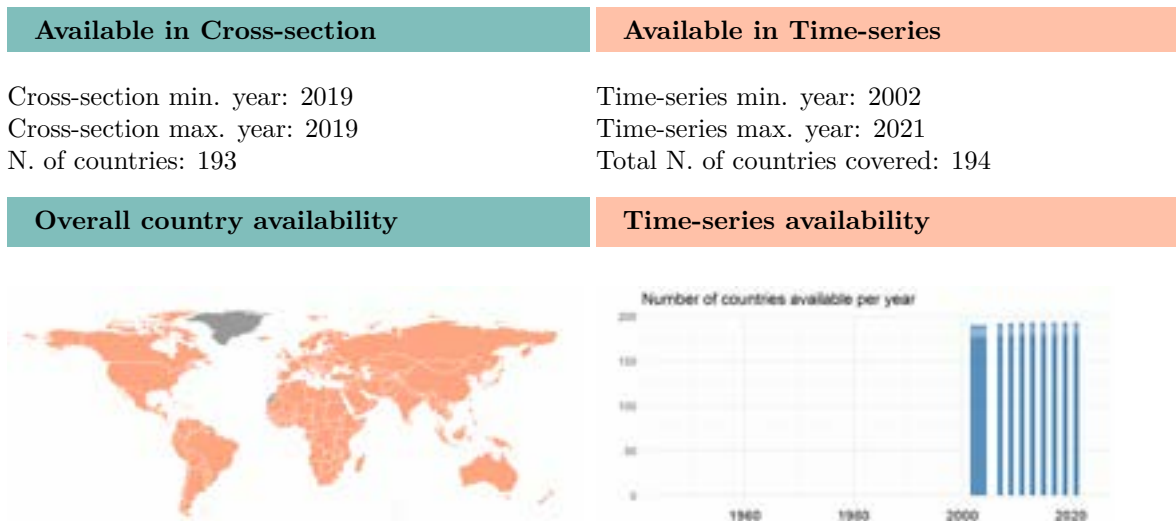 Available in Cross-section
Available in Time-series
Cross-section min. year: 2019
Cross-section max. year: 2019
N. of countries: 193
Time-series min. year: 2002
Time-series max. year: 2021
Total N. of countries covered: 194
Overall country availability
Time-series availability
Number of countries available per year
200
150
100
50
0
1960
1980
2000
2020